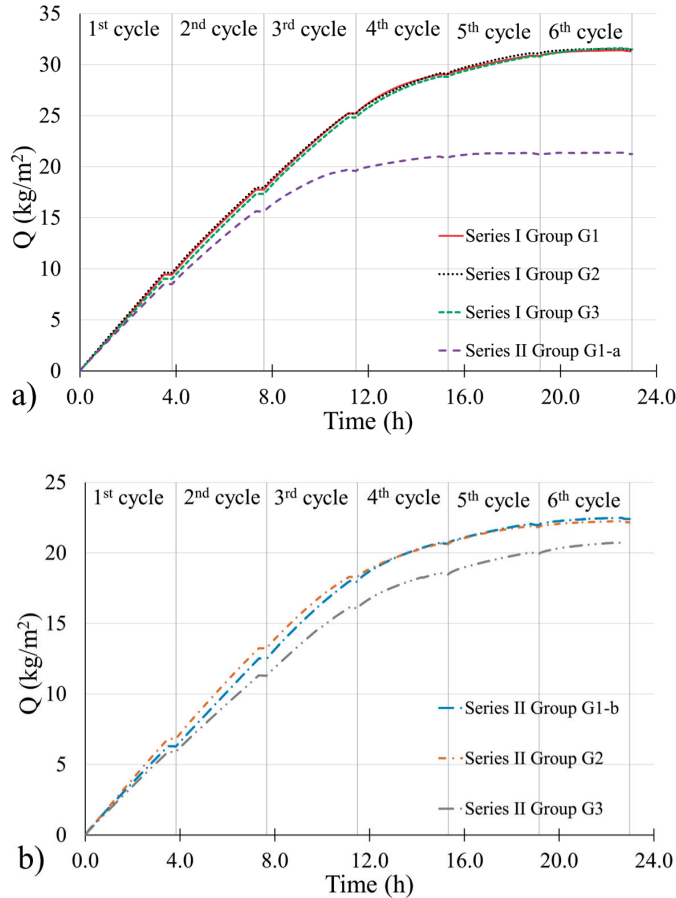 1st cycle 2nd cycle 3rd cycle 4th cycle 5th cycle 6th cycle
35
30
25
20
15
10
5
0
Q (kg/m2)
Series I Group G1
Series I Group G2
Series I Group G3
Series II Group G1-a
0.0 4.0 8.0 12.0 16.0 20.0 24.0
Time (h)
a)
1st cycle 2nd cycle 3rd cycle 4th cycle 5th cycle 6th cycle
25
20
15
10
5
0
Q (kg/m2)
Series II Group G1-b
Series II Group G2
Series II Group G3
0.0 4.0 8.0 12.0 16.0 20.0 24.0
Time (h)
b)